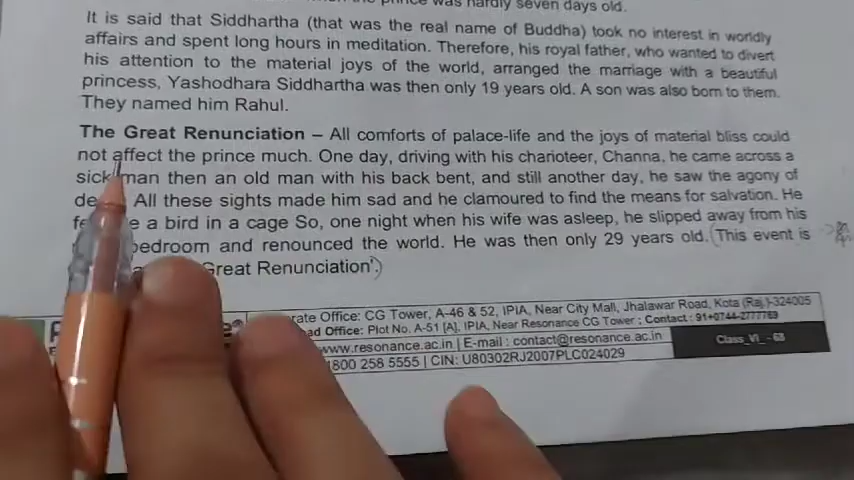 the prince was hardly seven days old.
It is said that Siddhartha (that was the real name of Buddha) took no interest in worldly
affairs and spent long hours in meditation. Therefore, his royal father, who wanted to divert
his attention to the material joys of the world, arranged the marriage with a beautiful
princess, Yashodhara Siddhartha was then only 19 years old. A son was also born to them.
They named him Rahul.
The Great Renunciation – All comforts of palace-life and the joys of material bliss could
not affect the prince much. One day, driving with his charioteer, Channa, he came across a
sick man then an old man with his back bent, and still another day, he saw the agony of
All these sights made him sad and he clamoured to find the means for salvation. He
a bird in a cage So, one night when his wife was asleep, he slipped away from his
bedroom and renounced the world. He was then only 29 years old. (This event is
Great Renunciation'.)
rate Office: CG Tower, A-46 & 52, IPIA, Near City Mall, Jhalawar Road, Kota (Raj.)-324005
ad Office: Plot No. A-51 [A], IPIA, Near Resonance CG Tower ; Contact : 91+0744-2777769
www.resonance.ac.in | E-mail : contact@resonance.ac.in
1800 258 5555 | CIN: U80302RJ2007PLC024029
Class_VI_ - 63